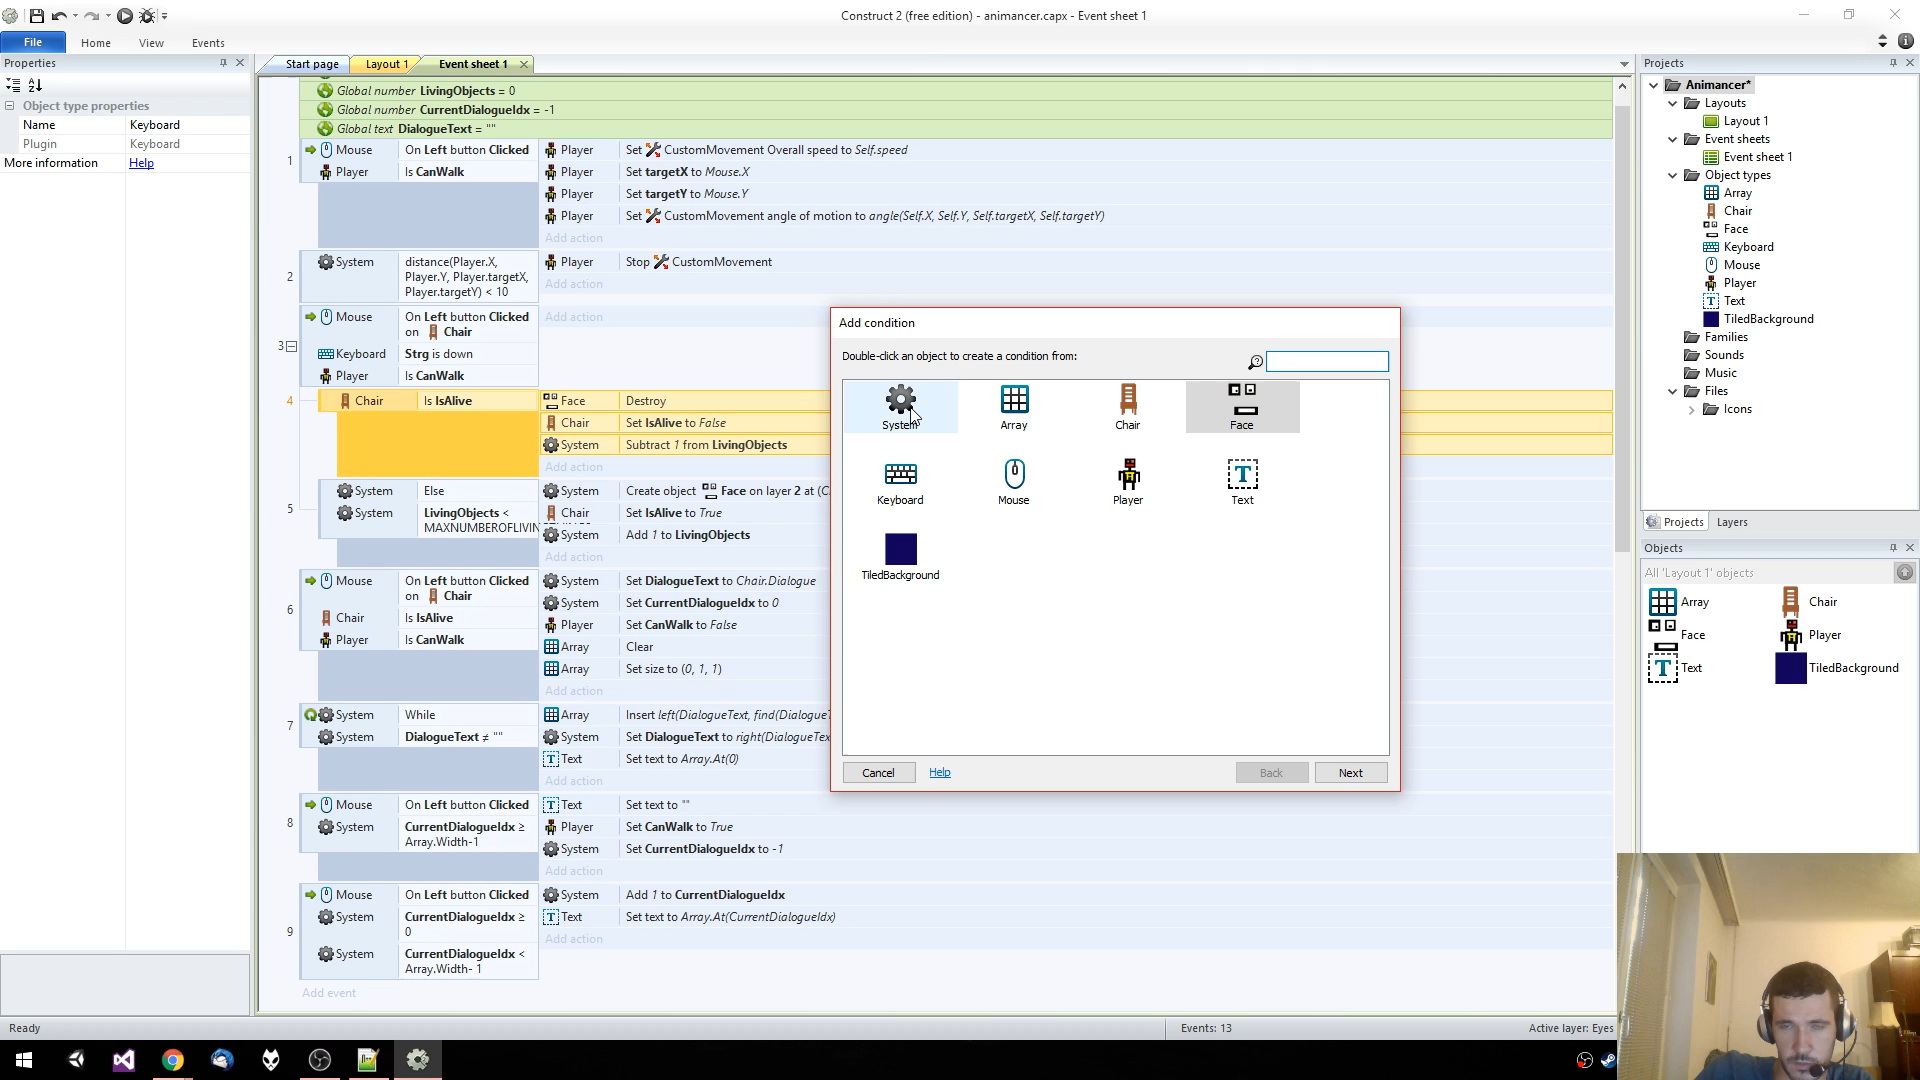 Construct 2 (free edition) - animancer.capx - Event sheet 1
File Home View Events
Properties
Object type properties
Name Keyboard
Plugin Keyboard
More information Help
Start page Layout 1 Event sheet 1
Global number LivingObjects = 0
Global number CurrentDialogueIdx = -1
Global text DialogueText = ""
1 Mouse On Left button Clicked Player Set CustomMovement Overall speed to Self.speed
Player Is CanWalk Player Set targetX to Mouse.X
Player Set targetY to Mouse.Y
Player Set CustomMovement angle of motion to angle(Self.X, Self.Y, Self.targetX, Self.targetY)
Add action
2 System distance(Player.X, Player.Y, Player.targetX, Player.targetY) < 10 Player Stop CustomMovement
Add action
3 Mouse On Left button Clicked on Chair Add action
Keyboard Strg is down
Player Is CanWalk
4 Chair Is IsAlive Face Destroy
Chair Set IsAlive to False
System Subtract 1 from LivingObjects
Add action
5 System Else System Create object Face on layer 2 at
System LivingObjects < Chair Set IsAlive to True
System Add 1 to LivingObjects
Add action
6 Mouse On Left button Clicked on Chair System Set DialogueText to Chair.Dialogue
System Set CurrentDialogueIdx to 0
Chair Is IsAlive Player Set CanWalk to False
Player Is CanWalk Array Clear
Array Set size to (0, 1, 1)
Add action
7 System While Array Insert left(DialogueText,
System DialogueText ≠ "" System Set DialogueText to
Text Set text to Array.At(0)
Add action
8 Mouse On Left button Clicked Text Set text to ""
System CurrentDialogueIdx ≥ Array.Width-1 Player Set CanWalk to True
System Set CurrentDialogueIdx to -1
Add action
9 Mouse On Left button Clicked System Add 1 to CurrentDialogueIdx
System CurrentDialogueIdx ≥ 0 Text Set text to Array.At(CurrentDialogueIdx)
Add action
System CurrentDialogueIdx < Array.Width- 1
Add event
Add condition
Double-click an object to create a condition from:
System Array Chair Face
Keyboard Mouse Player Text
TiledBackground
Cancel Help Back Next
Projects
Animancer*
Layouts
Layout 1
Event sheets
Event sheet 1
Object types
Array
Chair
Face
Keyboard
Mouse
Player
Text
TiledBackground
Families
Sounds
Music
Files
Icons
Projects Layers
Objects
All 'Layout 1' objects
Array Chair
Face Player
Text TiledBackground
Ready Events: 13 Active layer: Eyes